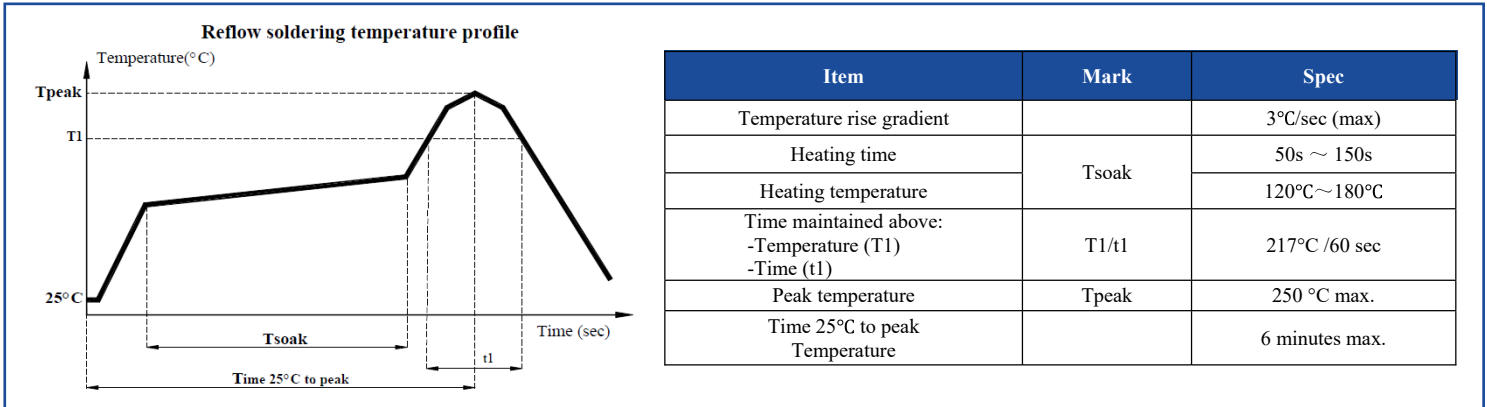 Reflow soldering temperature profile
Temperature(°C)
Tpeak
T1
25°C
Time (sec)
Tsoak
t1
Time 25°C to peak
Item Mark Spec
Temperature rise gradient 3℃/sec (max)
Heating time 50s ～ 150s
Tsoak
Heating temperature 120℃～180℃
Time maintained above:
-Temperature (T1) T1/t1 217°C /60 sec
-Time (t1)
Peak temperature Tpeak 250 °C max.
Time 25℃ to peak
Temperature
6 minutes max.